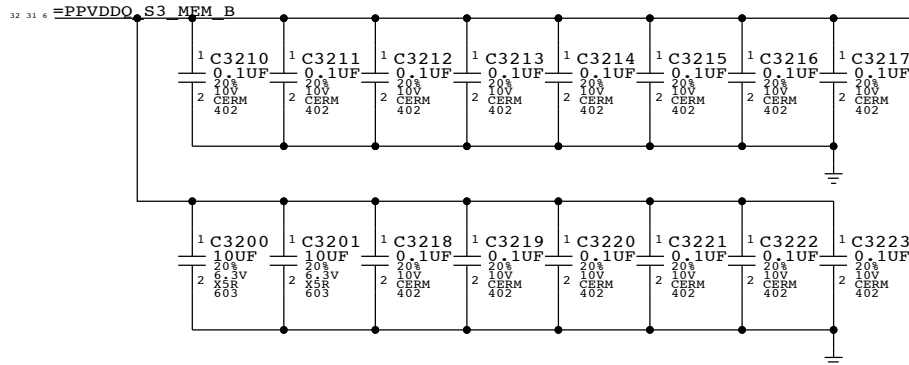 32 31 6 =PPVDDQ_S3_MEM_B
1 C3210
0.1UF
20%
10V
2 CERM
402
1 C3211
0.1UF
20%
10V
2 CERM
402
1 C3212
0.1UF
20%
10V
2 CERM
402
1 C3213
0.1UF
20%
10V
2 CERM
402
1 C3214
0.1UF
20%
10V
2 CERM
402
1 C3215
0.1UF
20%
10V
2 CERM
402
1 C3216
0.1UF
20%
10V
2 CERM
402
1 C3217
0.1UF
20%
10V
2 CERM
402
1 C3200
10UF
20%
6.3V
2 X5R
603
1 C3201
10UF
20%
6.3V
2 X5R
603
1 C3218
0.1UF
20%
10V
2 CERM
402
1 C3219
0.1UF
20%
10V
2 CERM
402
1 C3220
0.1UF
20%
10V
2 CERM
402
1 C3221
0.1UF
20%
10V
2 CERM
402
1 C3222
0.1UF
20%
10V
2 CERM
402
1 C3223
0.1UF
20%
10V
2 CERM
402